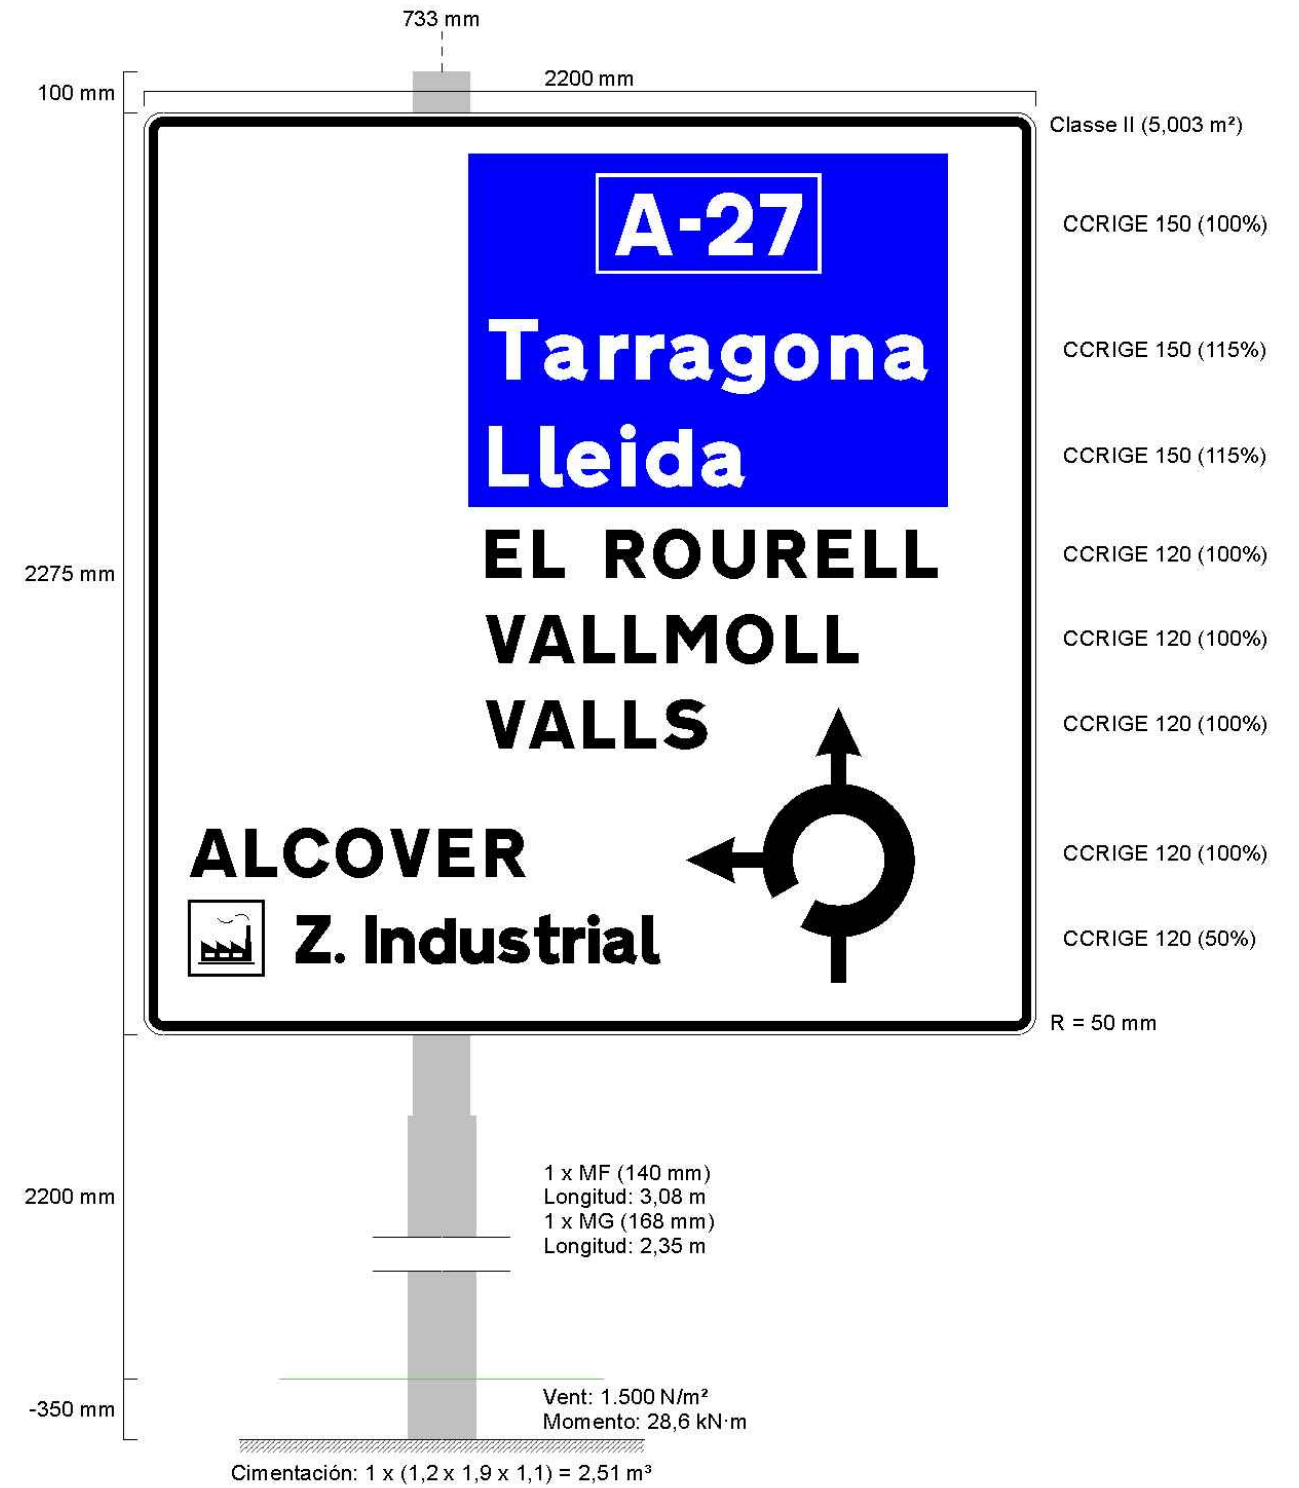 733 mm
100 mm
2200 mm
Classe II (5,003 m²)
A-27
CCRIGE 150 (100%)
Tarragona
CCRIGE 150 (115%)
Lleida
CCRIGE 150 (115%)
EL ROURELL
CCRIGE 120 (100%)
2275 mm
VALLMOLL
CCRIGE 120 (100%)
VALLS
CCRIGE 120 (100%)
ALCOVER
CCRIGE 120 (100%)
Z. Industrial
CCRIGE 120 (50%)
R = 50 mm
2200 mm
1 x MF (140 mm)
Longitud: 3,08 m
1 x MG (168 mm)
Longitud: 2,35 m
-350 mm
Vent: 1.500 N/m²
Momento: 28,6 kN·m
Cimentación: 1 x (1,2 x 1,9 x 1,1) = 2,51 m³